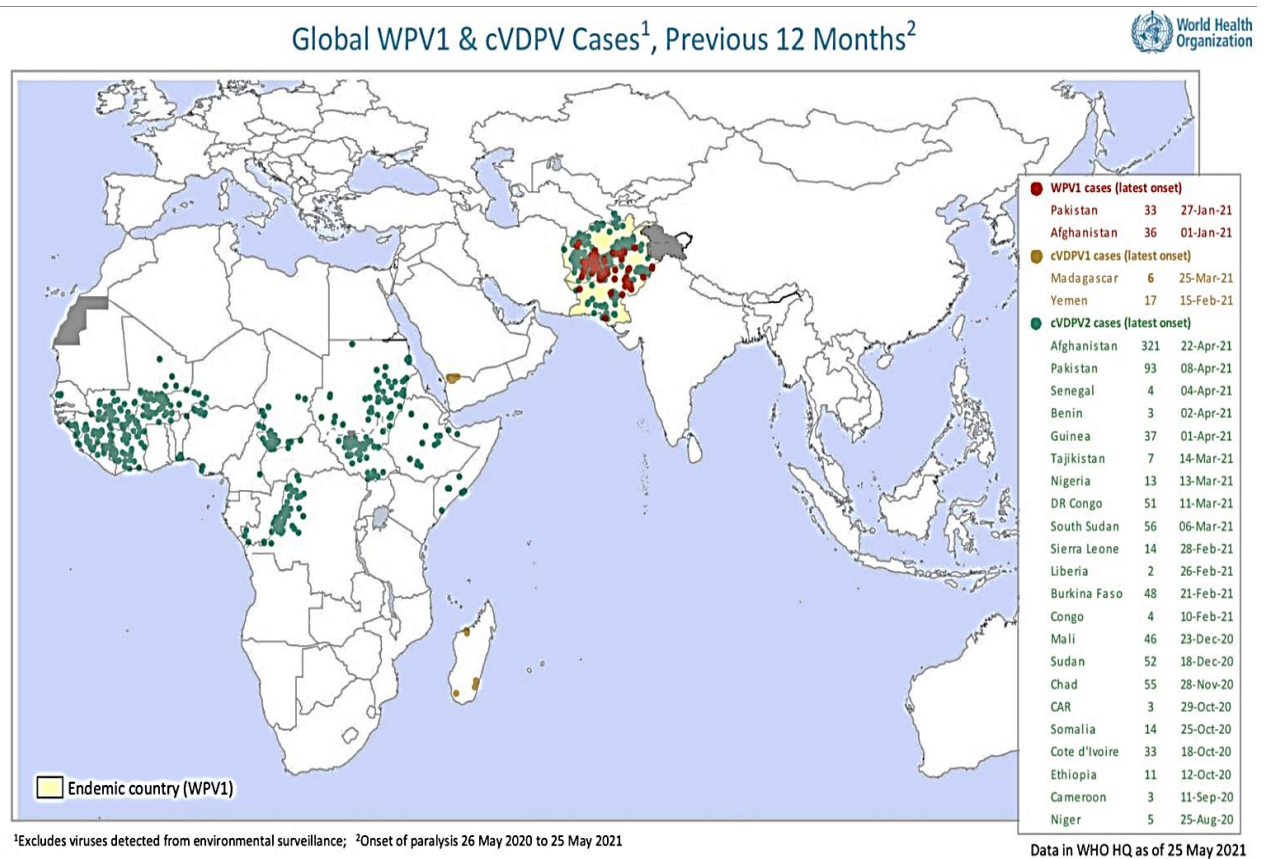 Global WPV1 & cVDPV Cases¹, Previous 12 Months²
World Health
Organization
WPV1 cases (latest onset)
Pakistan 33 27-Jan-21
Afghanistan 36 01-Jan-21
cVDPV1 cases (latest onset)
Madagascar 6 25-Mar-21
Yemen 17 15-Feb-21
cVDPV2 cases (latest onset)
Afghanistan 321 22-Apr-21
Pakistan 93 08-Apr-21
Senegal 4 04-Apr-21
Benin 3 02-Apr-21
Guinea 37 01-Apr-21
Tajikistan 7 14-Mar-21
Nigeria 13 13-Mar-21
DR Congo 51 11-Mar-21
South Sudan 56 06-Mar-21
Sierra Leone 14 28-Feb-21
Liberia 2 26-Feb-21
Burkina Faso 48 21-Feb-21
Congo 4 10-Feb-21
Mali 46 23-Dec-20
Sudan 52 18-Dec-20
Chad 55 28-Nov-20
CAR 3 29-Oct-20
Somalia 14 25-Oct-20
Cote d'Ivoire 33 18-Oct-20
Ethiopia 11 12-Oct-20
Cameroon 3 11-Sep-20
Niger 5 25-Aug-20
Endemic country (WPV1)
¹Excludes viruses detected from environmental surveillance; ²Onset of paralysis 26 May 2020 to 25 May 2021
Data in WHO HQ as of 25 May 2021